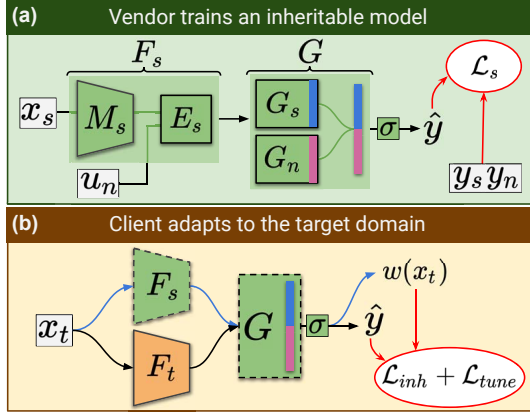 (a) Vendor trains an inheritable model
F_s G
x_s M_s E_s G_s G_n σ ŷ L_s
u_n y_s y_n
(b) Client adapts to the target domain
x_t F_s F_t G σ w(x_t)
ŷ
L_inh + L_tune